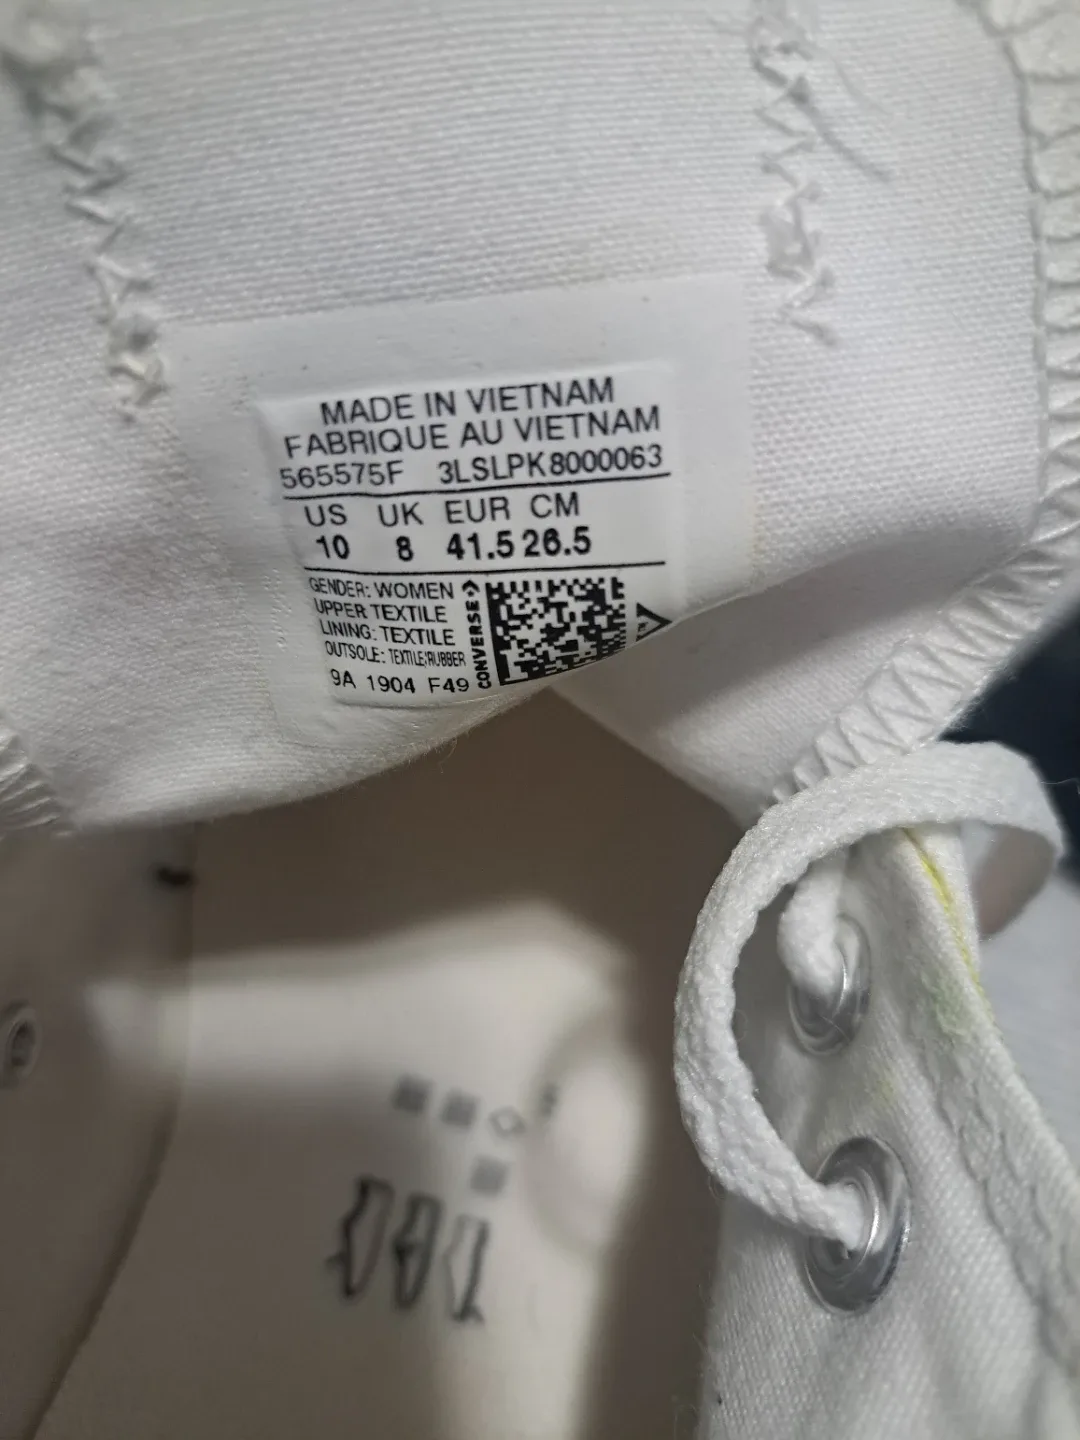 MADE IN VIETNAM
FABRIQUE AU VIETNAM
565575F 3LSLPK8000063
US UK EUR CM
10 8 41.5 26.5
GENDER: WOMEN
UPPER TEXTILE
LINING: TEXTILE
OUTSOLE: TEXTILE;RUBBER
9A 1904 F49
CONVERSE